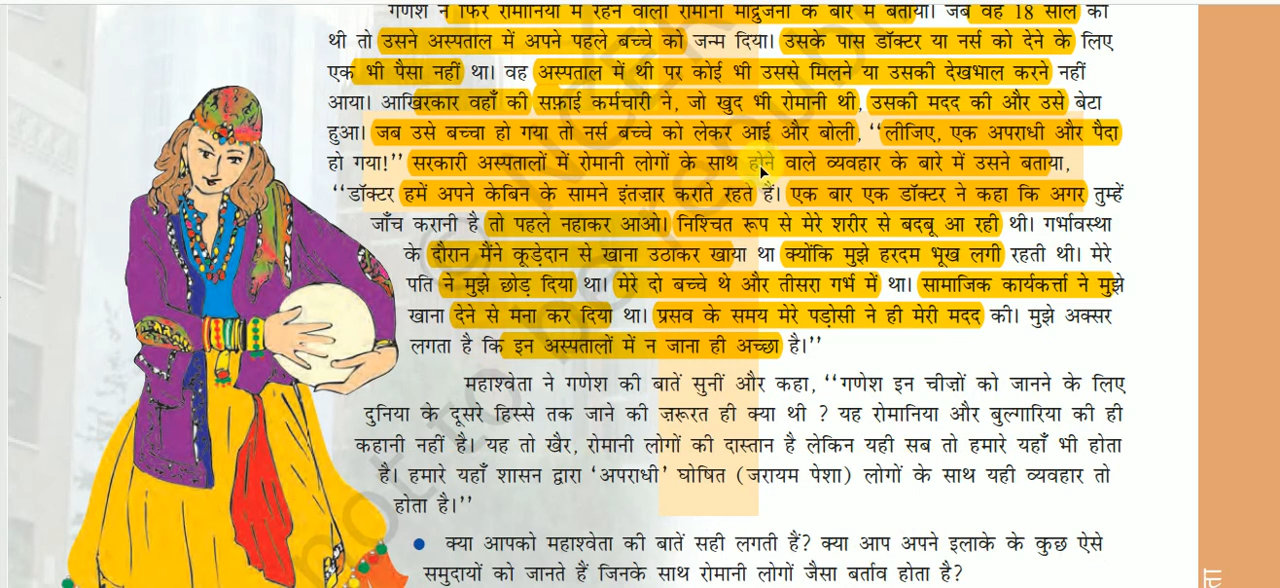 गणेश ने फिर रोमानिया में रहने वाली रोमानी माद्रुजनी के बारे में बताया। जब वह 18 साल की
थी तो उसने अस्पताल में अपने पहले बच्चे को जन्म दिया। उसके पास डॉक्टर या नर्स को देने के लिए
एक भी पैसा नहीं था। वह अस्पताल में थी पर कोई भी उससे मिलने या उसकी देखभाल करने नहीं
आया। आखिरकार वहाँ की सफ़ाई कर्मचारी ने, जो खुद भी रोमानी थी, उसकी मदद की और उसे बेटा
हुआ। जब उसे बच्चा हो गया तो नर्स बच्चे को लेकर आई और बोली, “लीजिए, एक अपराधी और पैदा
हो गया!” सरकारी अस्पतालों में रोमानी लोगों के साथ होने वाले व्यवहार के बारे में उसने बताया,
“डॉक्टर हमें अपने केबिन के सामने इंतज़ार कराते रहते हैं। एक बार एक डॉक्टर ने कहा कि अगर तुम्हें
जाँच करानी है तो पहले नहाकर आओ। निश्चित रूप से मेरे शरीर से बदबू आ रही थी। गर्भावस्था
के दौरान मैंने कूड़ेदान से खाना उठाकर खाया था क्योंकि मुझे हरदम भूख लगी रहती थी। मेरे
पति ने मुझे छोड़ दिया था। मेरे दो बच्चे थे और तीसरा गर्भ में था। सामाजिक कार्यकर्त्ता ने मुझे
खाना देने से मना कर दिया था। प्रसव के समय मेरे पड़ोसी ने ही मेरी मदद की। मुझे अक्सर
लगता है कि इन अस्पतालों में न जाना ही अच्छा है।”
महाश्वेता ने गणेश की बातें सुनीं और कहा, “गणेश इन चीज़ों को जानने के लिए
दुनिया के दूसरे हिस्से तक जाने की ज़रूरत ही क्या थी ? यह रोमानिया और बुल्गारिया की ही
कहानी नहीं है। यह तो खैर, रोमानी लोगों की दास्तान है लेकिन यही सब तो हमारे यहाँ भी होता
है। हमारे यहाँ शासन द्वारा ‘अपराधी’ घोषित (जरायम पेशा) लोगों के साथ यही व्यवहार तो
होता है।”
● क्या आपको महाश्वेता की बातें सही लगती हैं? क्या आप अपने इलाके के कुछ ऐसे
समुदायों को जानते हैं जिनके साथ रोमानी लोगों जैसा बर्ताव होता है?